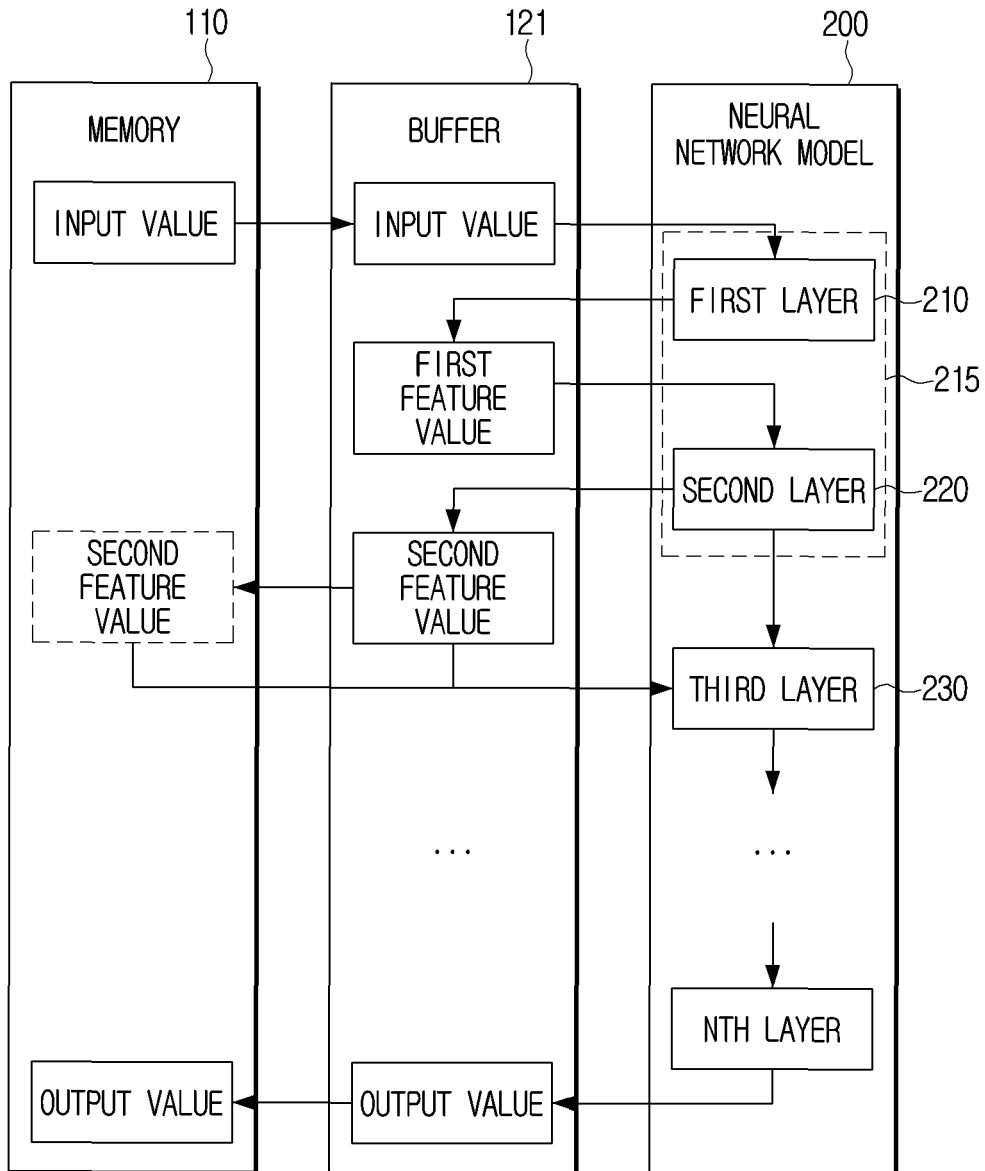 110
121
200
MEMORY
BUFFER
NEURAL
NETWORK MODEL
INPUT VALUE
INPUT VALUE
FIRST LAYER
210
FIRST
FEATURE
VALUE
215
SECOND LAYER
220
SECOND
FEATURE
VALUE
SECOND
FEATURE
VALUE
THIRD LAYER
230
...
...
NTH LAYER
OUTPUT VALUE
OUTPUT VALUE